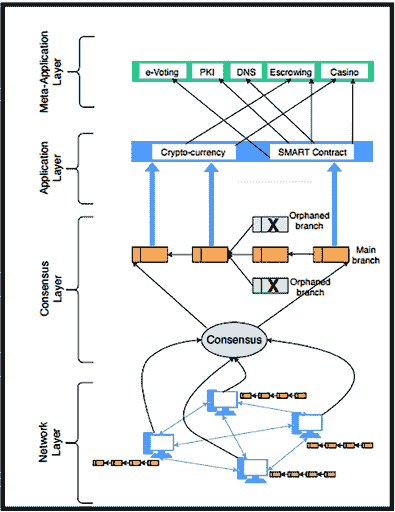 Meta-Application
Layer
e-Voting
PKI
DNS
Escrowing
Casino
Application
Layer
Crypto-currency
SMART Contract
Consensus
Layer
Orphaned
branch
X
Main
branch
X
Orphaned
branch
Consensus
Network
Layer